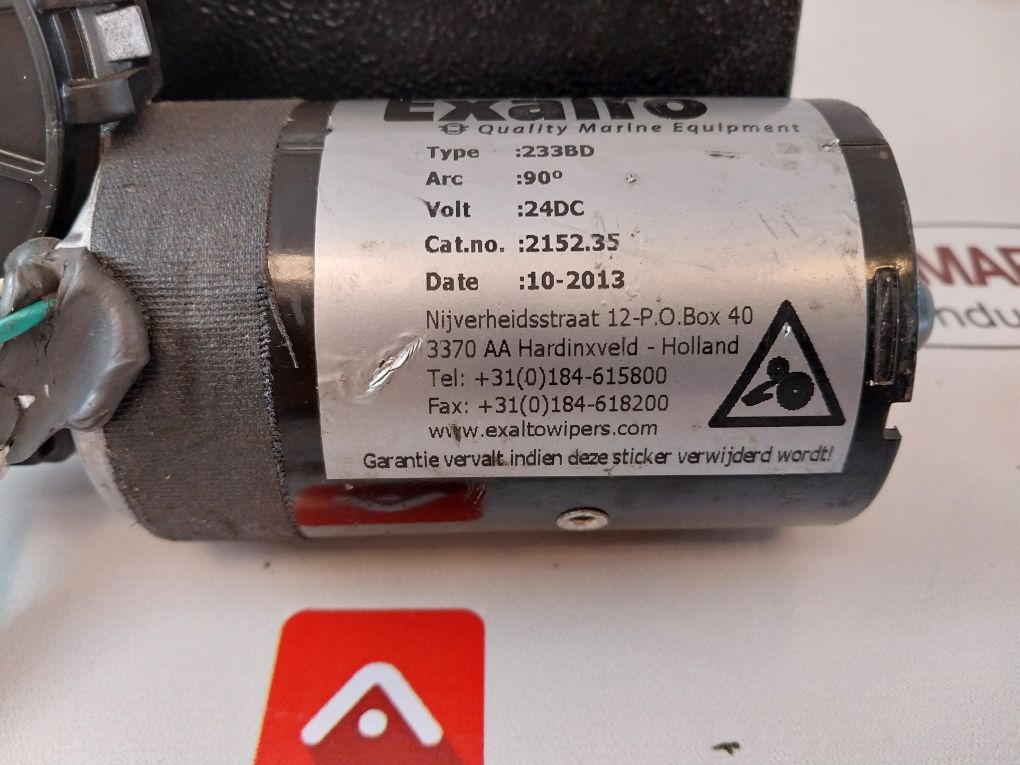 Exalto
Quality Marine Equipment
Type :233BD
Arc :90º
Volt :24DC
Cat.no. :2152.35
Date :10-2013
Nijverheidsstraat 12-P.O.Box 40
3370 AA Hardinxveld - Holland
Tel: +31(0)184-615800
Fax: +31(0)184-618200
www.exaltowipers.com
Garantie vervalt indien deze sticker verwijderd wordt!